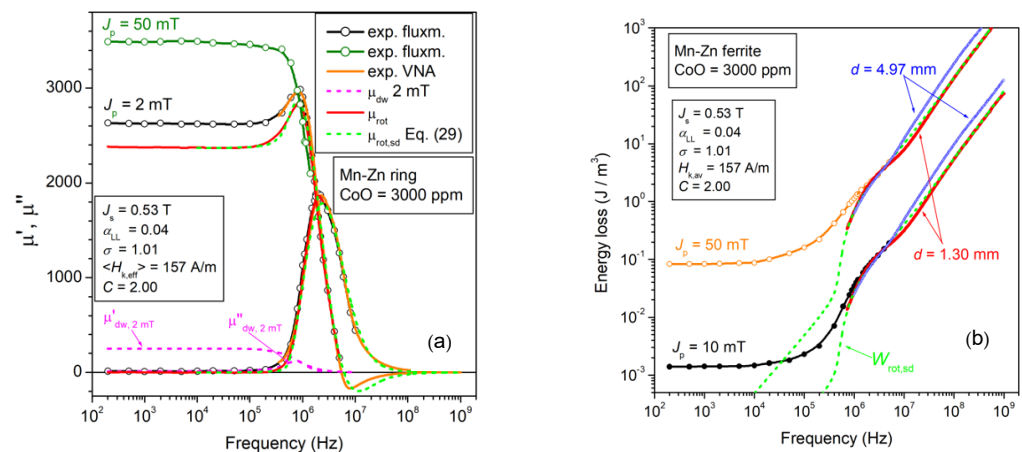 J_p = 50 mT
J_p = 2 mT
exp. fluxm.
exp. fluxm.
exp. VNA
μ_dw 2 mT
μ_rot
μ_rot,sd Eq. (29)
Mn-Zn ring
CoO = 3000 ppm
J_s = 0.53 T
α_LL = 0.04
σ = 1.01
<H_k,eff> = 157 A/m
C = 2.00
μ'_dw, 2 mT
μ"_dw, 2 mT
(a)
3000
2000
1000
0
μ', μ"
10^2 10^3 10^4 10^5 10^6 10^7 10^8 10^9
Frequency (Hz)
Mn-Zn ferrite
CoO = 3000 ppm
d = 4.97 mm
J_s = 0.53 T
α_LL = 0.04
σ = 1.01
H_k,av = 157 A/m
C = 2.00
J_p = 50 mT
d = 1.30 mm
J_p = 10 mT
W_rot,sd
(b)
10^3
10^2
10^1
10^0
10^-1
10^-2
10^-3
Energy loss (J / m^3)
10^2 10^3 10^4 10^5 10^6 10^7 10^8 10^9
Frequency (Hz)